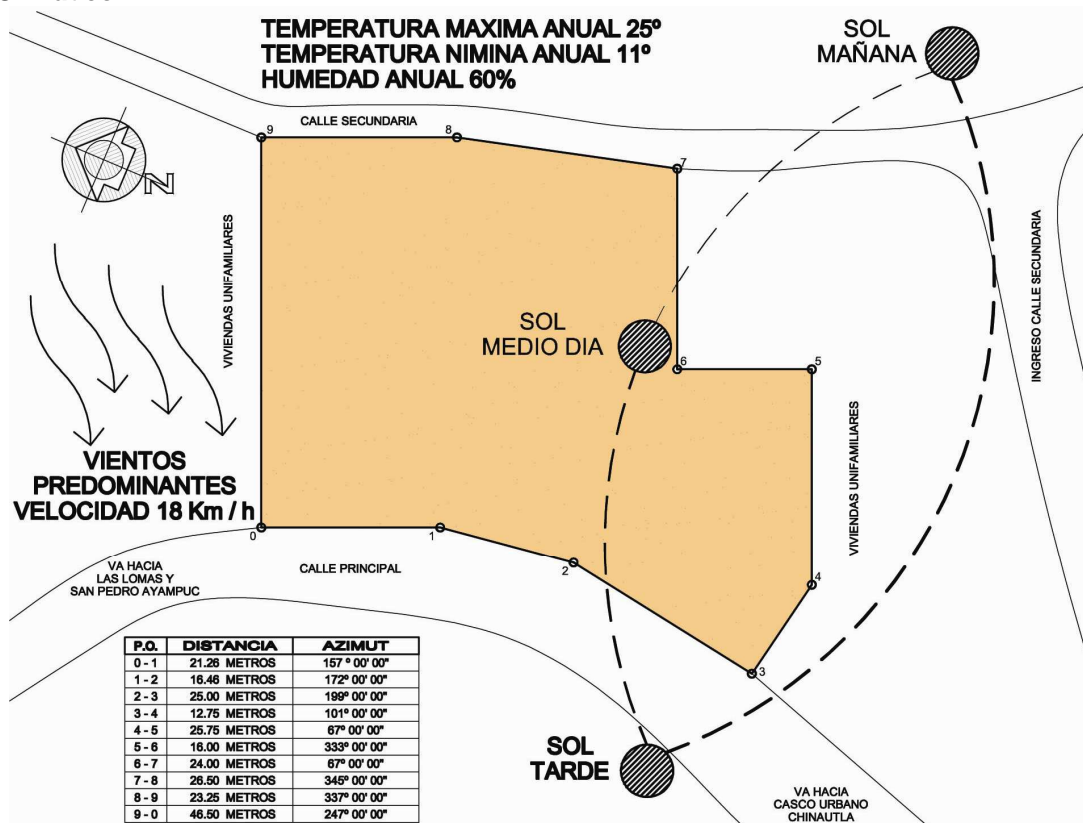 TEMPERATURA MAXIMA ANUAL 25º
TEMPERATURA NIMINA ANUAL 11º
HUMEDAD ANUAL 60%
SOL
MAÑANA
CALLE SECUNDARIA
9
8
7
N
VIVIENDAS UNIFAMILIARES
INGRESO CALLE SECUNDARIA
SOL
MEDIO DIA
6
5
VIVIENDAS UNIFAMILIARES
VIENTOS
PREDOMINANTES
VELOCIDAD 18 Km / h
0
1
2
4
3
VA HACIA
LAS LOMAS Y
SAN PEDRO AYAMPUC
CALLE PRINCIPAL
P.O. DISTANCIA AZIMUT
0 - 1 21.26 METROS 157 º 00' 00"
1 - 2 16.46 METROS 172º 00' 00"
2 - 3 25.00 METROS 199º 00' 00"
3 - 4 12.75 METROS 101º 00' 00"
4 - 5 25.75 METROS 67º 00' 00"
5 - 6 16.00 METROS 333º 00' 00"
6 - 7 24.00 METROS 67º 00' 00"
7 - 8 26.50 METROS 345º 00' 00"
8 - 9 23.25 METROS 337º 00' 00"
9 - 0 46.50 METROS 247º 00' 00"
SOL
TARDE
VA HACIA
CASCO URBANO
CHINAUTLA